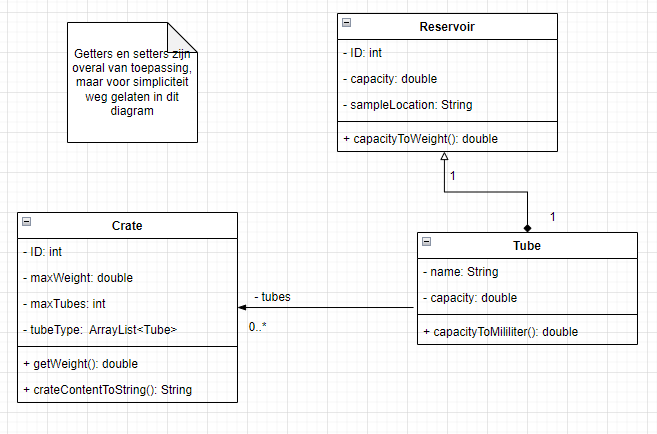 Getters en setters zijn
overal van toepassing,
maar voor simpliciteit
weg gelaten in dit
diagram
Reservoir
- ID: int
- capacity: double
- sampleLocation: String
+ capacityToWeight(): double
1
1
Crate
- ID: int
- maxWeight: double
- maxTubes: int
- tubeType:  ArrayList<Tube>
+ getWeight(): double
+ crateContentToString(): String
- tubes
0..*
Tube
- name: String
- capacity: double
+ capacityToMililiter(): double